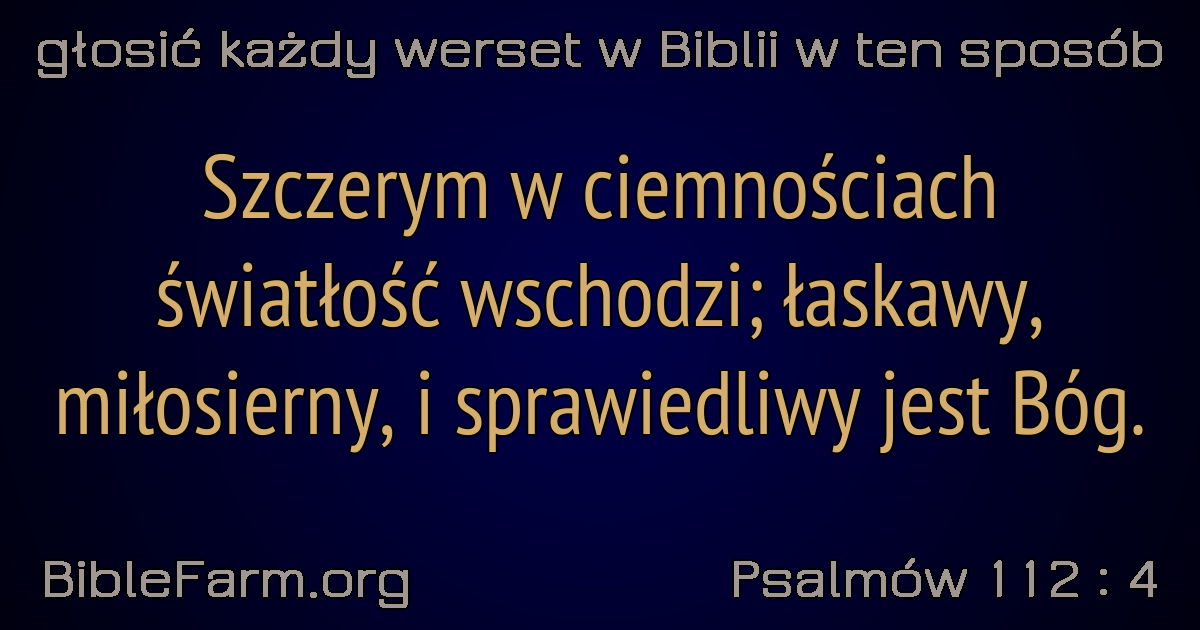 głosić każdy werset w Biblii w ten sposób
Szczerym w ciemnościach
światłość wschodzi; łaskawy,
miłosierny, i sprawiedliwy jest Bóg.
BibleFarm.org
Psalmów 112 : 4